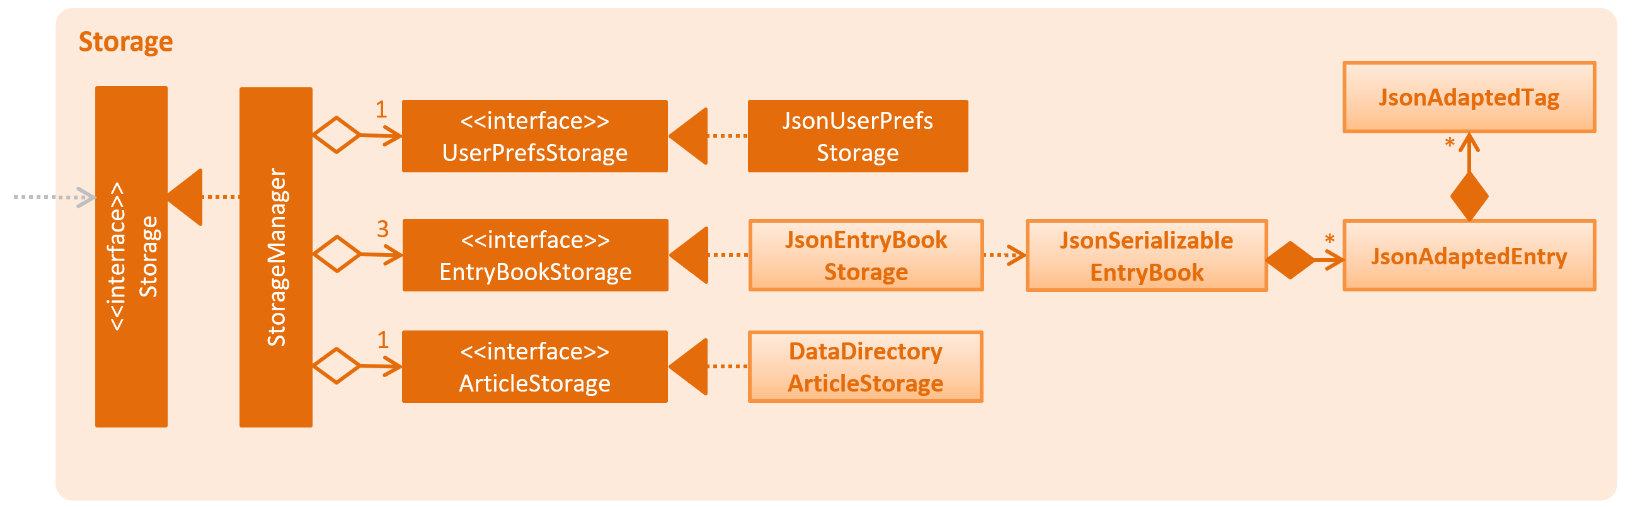 Storage
<<interface>>
Storage
StorageManager
1
<<interface>>
UserPrefsStorage
JsonUserPrefs
Storage
3
<<interface>>
EntryBookStorage
JsonEntryBook
Storage
JsonSerializable
EntryBook
*
JsonAdaptedEntry
*
JsonAdaptedTag
1
<<interface>>
ArticleStorage
DataDirectory
ArticleStorage